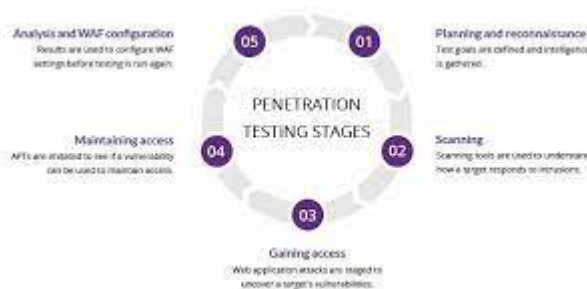 PENETRATION
TESTING STAGES
01
Planning and reconnaissance
Test goals are defined and intelligence
is gathered.
02
Scanning
Scanning tools are used to understand
how a target responds to intrusions.
03
Gaining access
Web application attacks are staged to
uncover a target's vulnerabilities.
04
Maintaining access
APTs are imitated to see if a vulnerability
can be used to maintain access.
05
Analysis and WAF configuration
Results are used to configure WAF
settings before testing is run again.